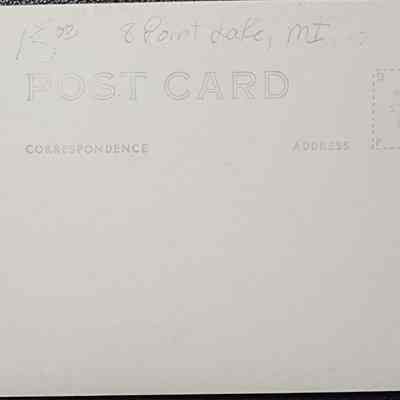 8 Point Lake, MI.
POST CARD
CORRESPONDENCE ADDRESS